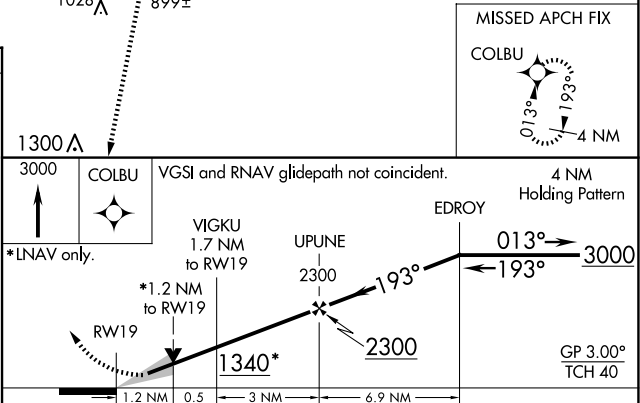 1028
899±
MISSED APCH FIX
COLBU
013°
193°
4 NM
1300
3000
COLBU
VGSI and RNAV glidepath not coincident.
4 NM
Holding Pattern
*LNAV only.
VIGKU
1.7 NM
to RW19
UPUNE
2300
EDROY
013°
193°
3000
*1.2 NM
to RW19
193°
RW19
1340*
2300
GP 3.00°
TCH 40
1.2 NM
0.5
3 NM
6.9 NM